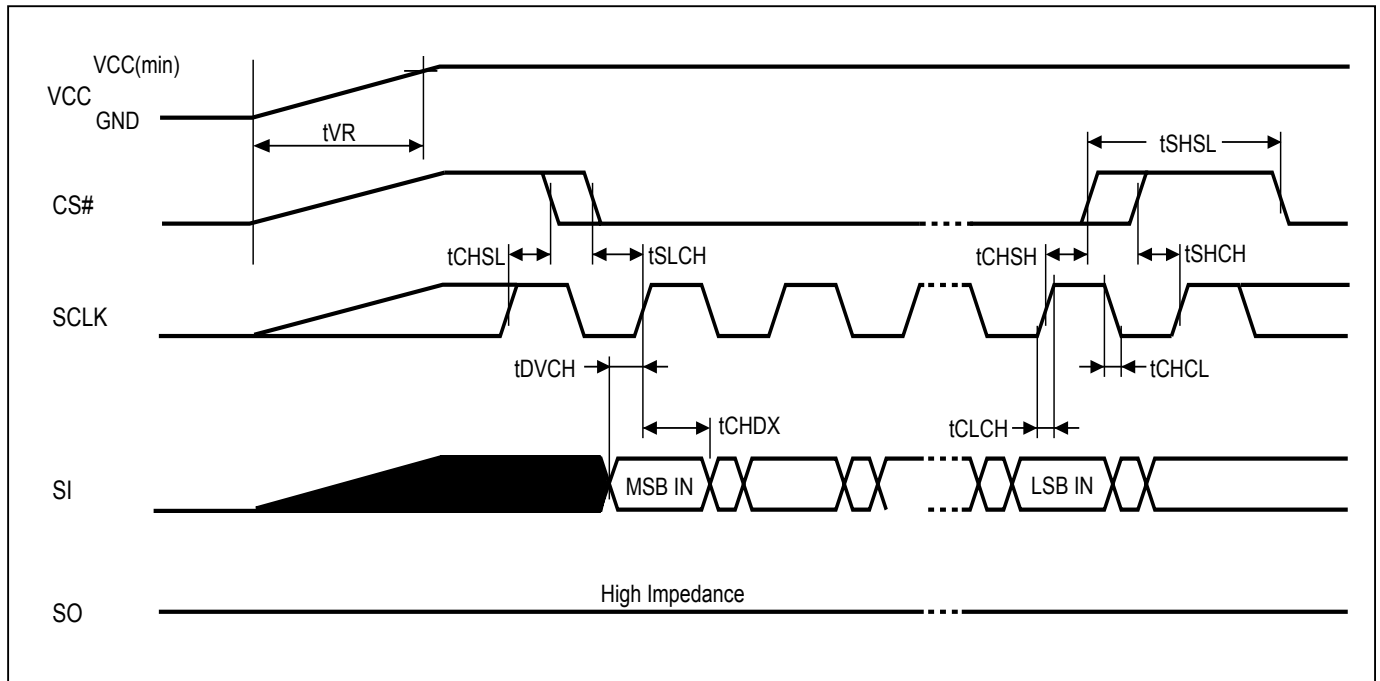 VCC(min)
VCC
GND
tVR
tSHSL
CS#
tCHSL
tSLCH
tCHSH
tSHCH
SCLK
tDVCH
tCHCL
tCHDX
tCLCH
SI
MSB IN
LSB IN
High Impedance
SO